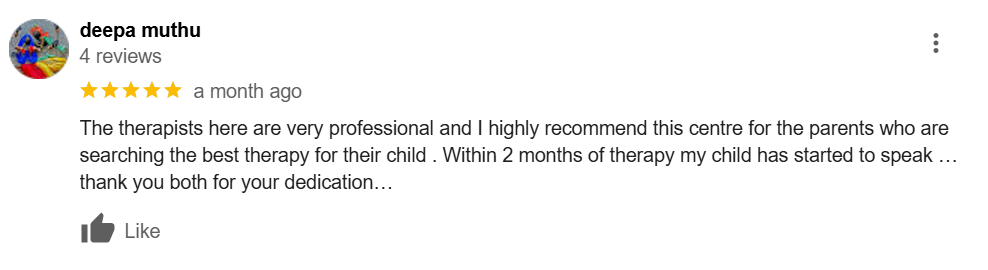 deepa muthu
4 reviews
a month ago
The therapists here are very professional and I highly recommend this centre for the parents who are
searching the best therapy for their child . Within 2 months of therapy my child has started to speak …
thank you both for your dedication…
Like